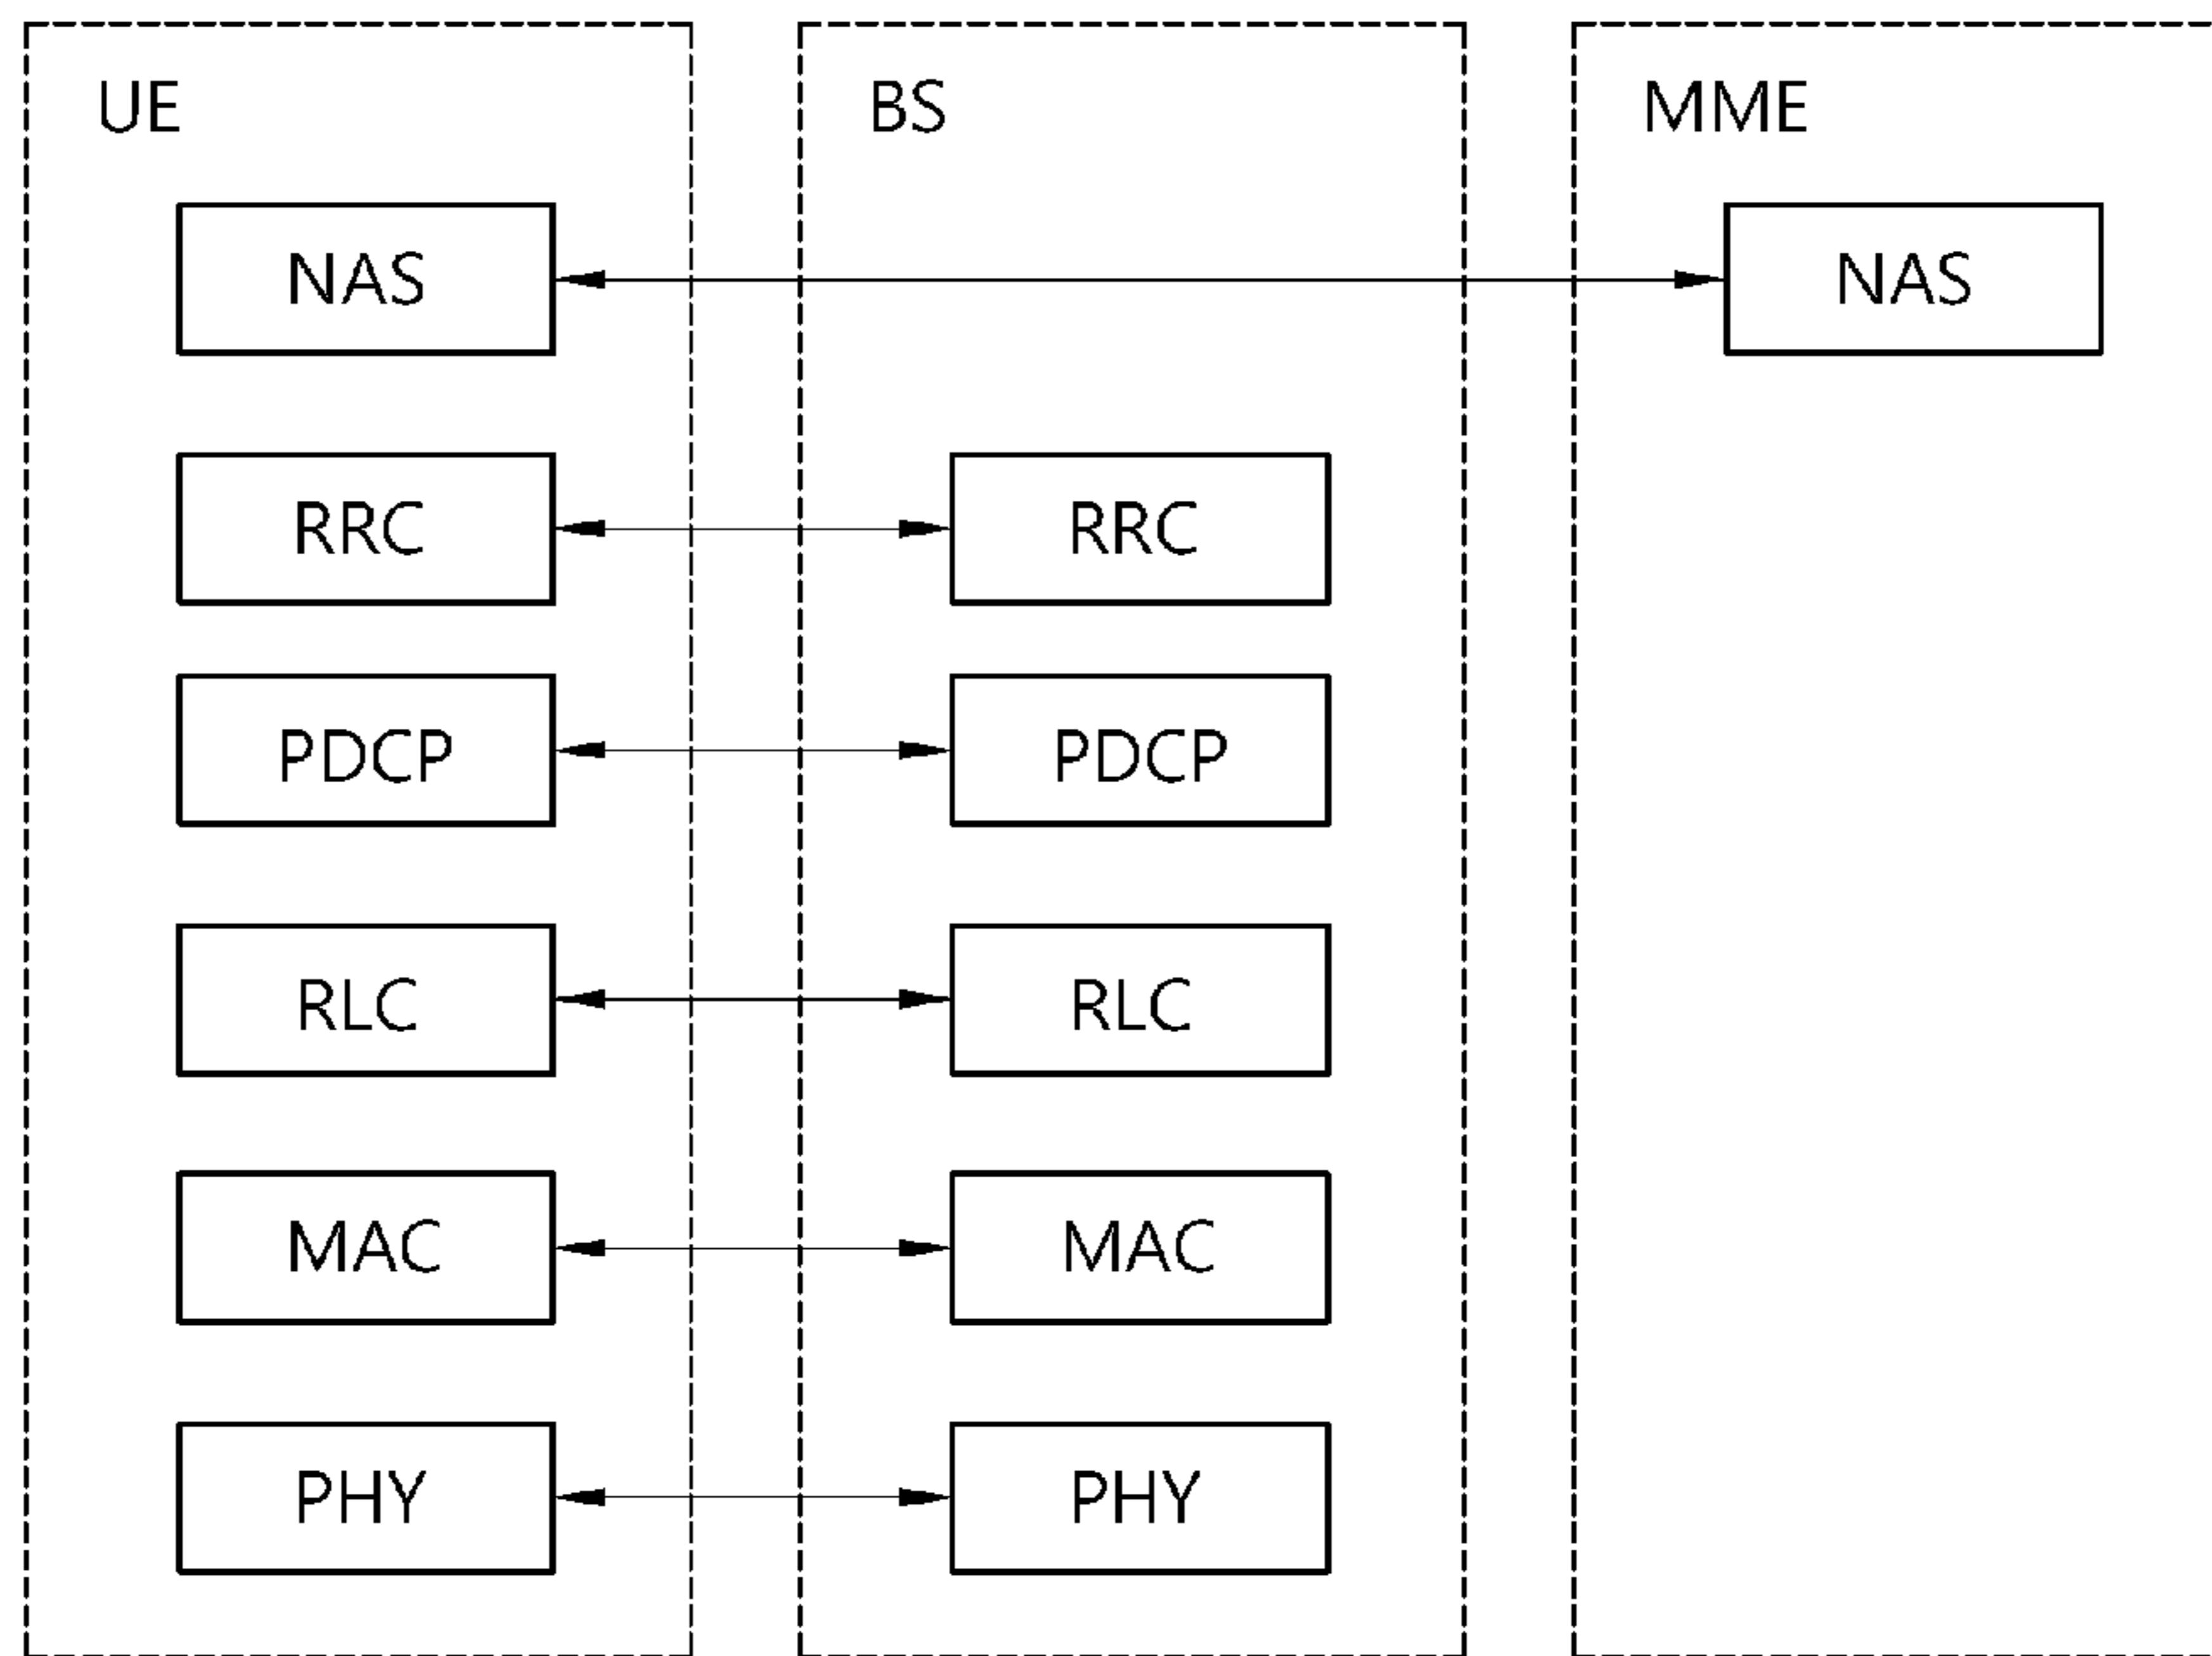 UE
BS
MME
NAS
NAS
RRC
RRC
PDCP
PDCP
RLC
RLC
MAC
MAC
PHY
PHY